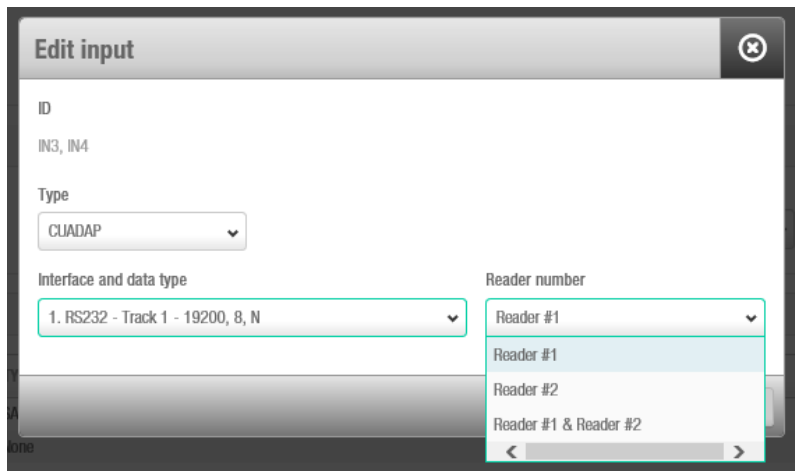 Edit input
ID
IN3, IN4
Type
CUADAP
Interface and data type
Reader number
1. RS232 - Track 1 - 19200, 8, N
Reader #1
Reader #1
Reader #2
Reader #1 & Reader #2
None